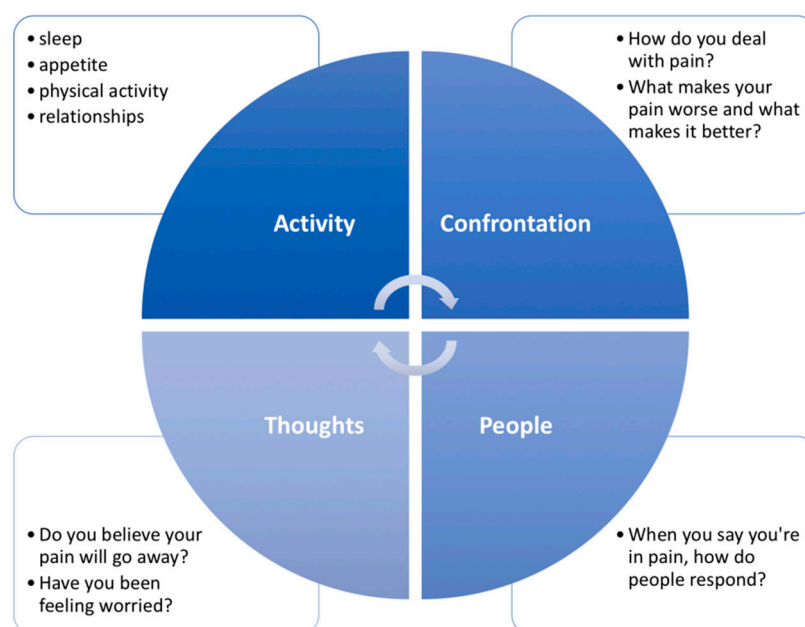 • sleep
• appetite
• physical activity
• relationships
• How do you deal
with pain?
• What makes your
pain worse and what
makes it better?
Activity
Confrontation
Thoughts
People
• Do you believe your
pain will go away?
• Have you been
feeling worried?
• When you say you're
in pain, how do
people respond?